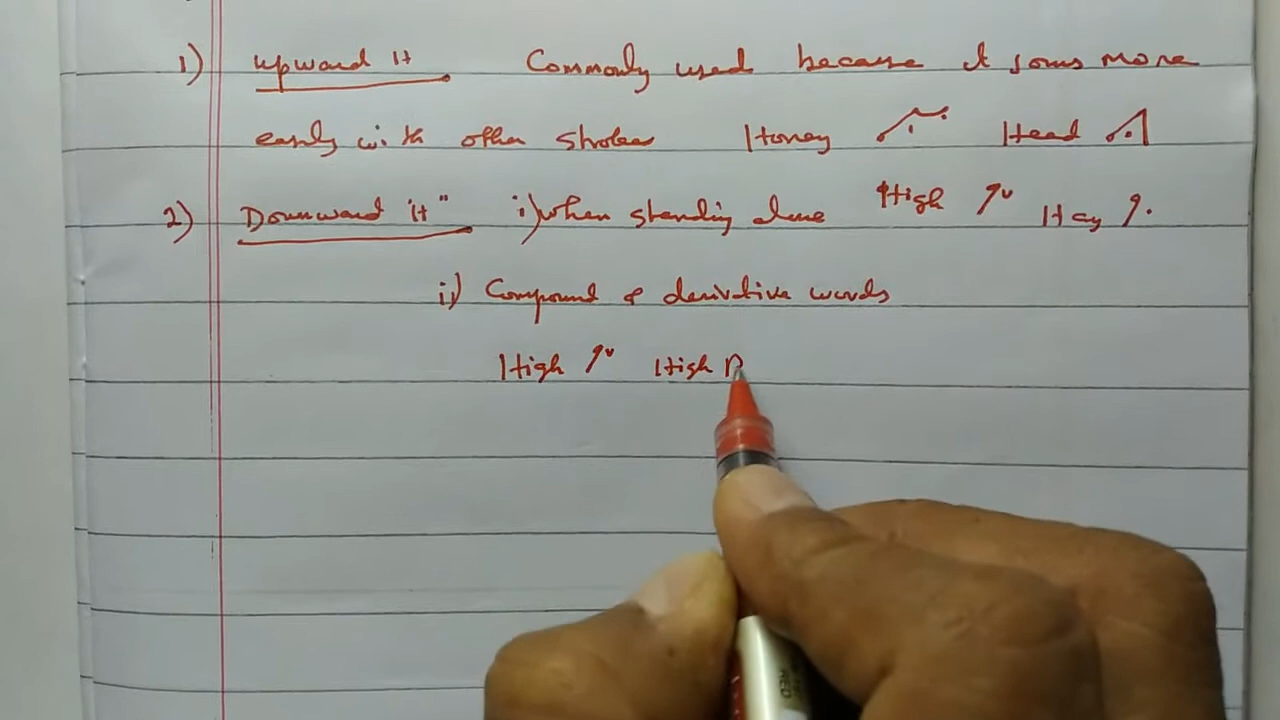 1) upward H Commonly used because it joins more
easily with other strokes Honey Head
2) Downward "H" i) when standing alone High Hay
ii) Compound & derivative words
High High